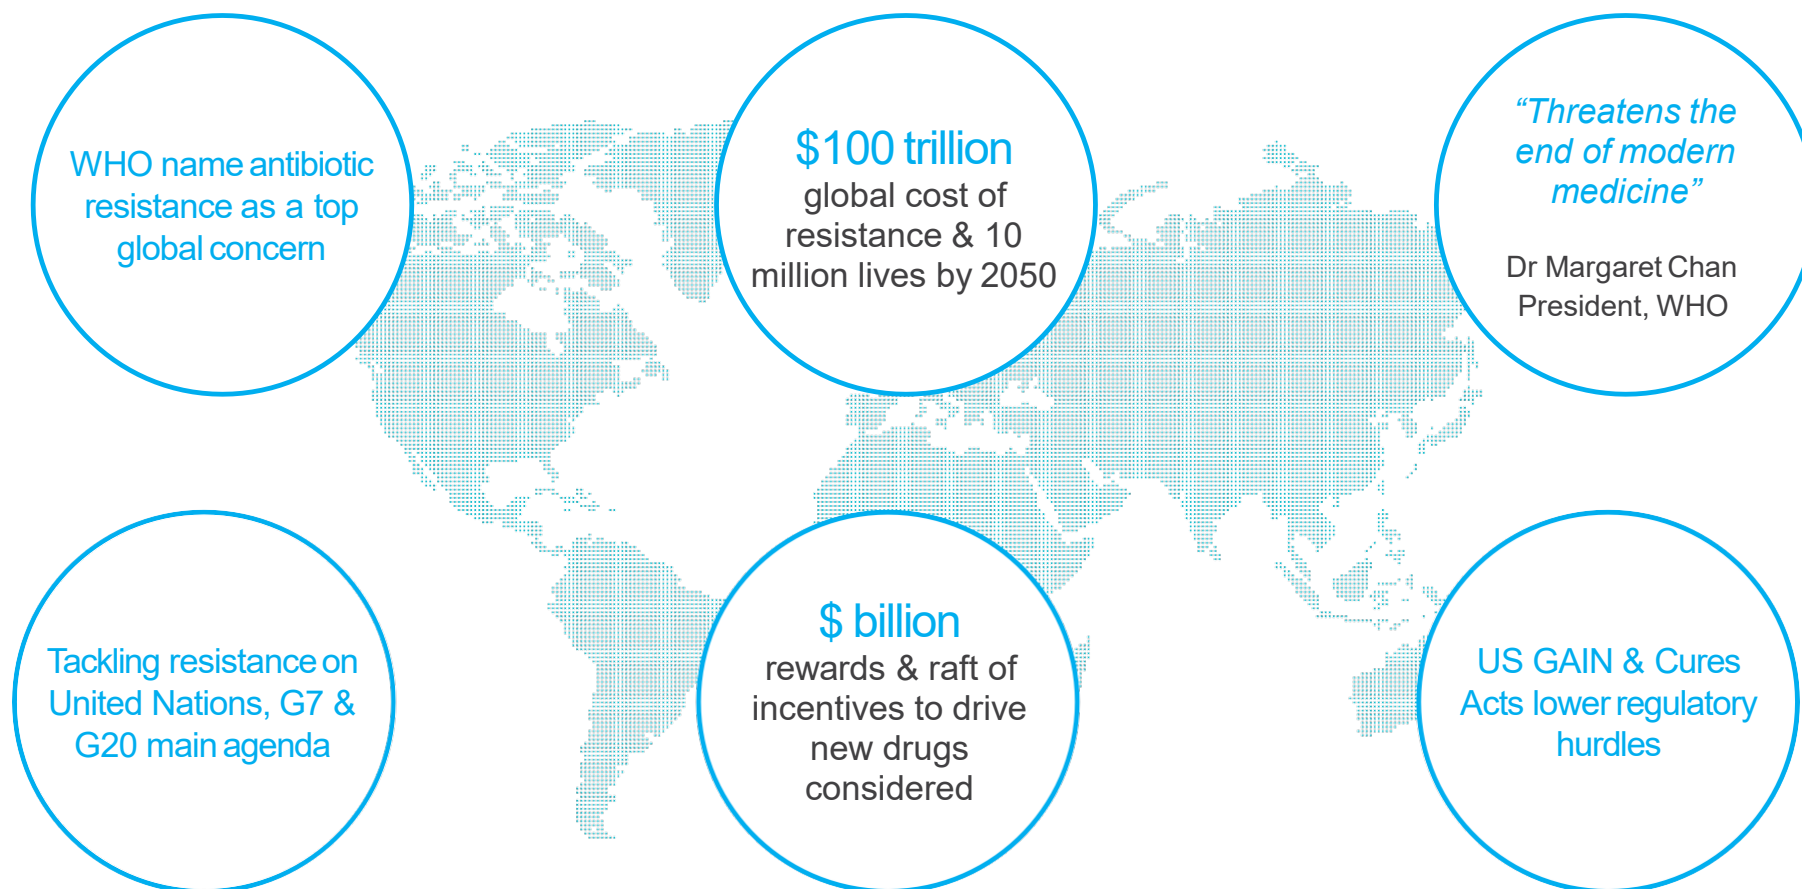 WHO name antibiotic
resistance as a top
global concern
$100 trillion
global cost of
resistance & 10
million lives by 2050
“Threatens the
end of modern
medicine”
Dr Margaret Chan
President, WHO
Tackling resistance on
United Nations, G7 &
G20 main agenda
$ billion
rewards & raft of
incentives to drive
new drugs
considered
US GAIN & Cures
Acts lower regulatory
hurdles